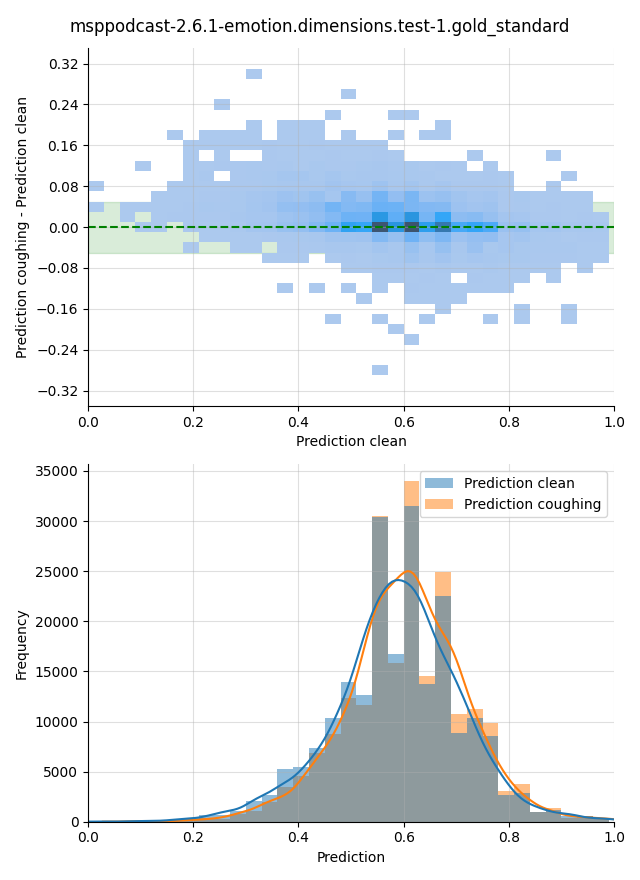 msppodcast-2.6.1-emotion.dimensions.test-1.gold_standard
Prediction coughing - Prediction clean
0.32
0.24
0.16
0.08
0.00
−0.08
−0.16
−0.24
−0.32
0.0 0.2 0.4 0.6 0.8 1.0
Prediction clean
Frequency
35000
30000
25000
20000
15000
10000
5000
0
Prediction clean
Prediction coughing
0.0 0.2 0.4 0.6 0.8 1.0
Prediction